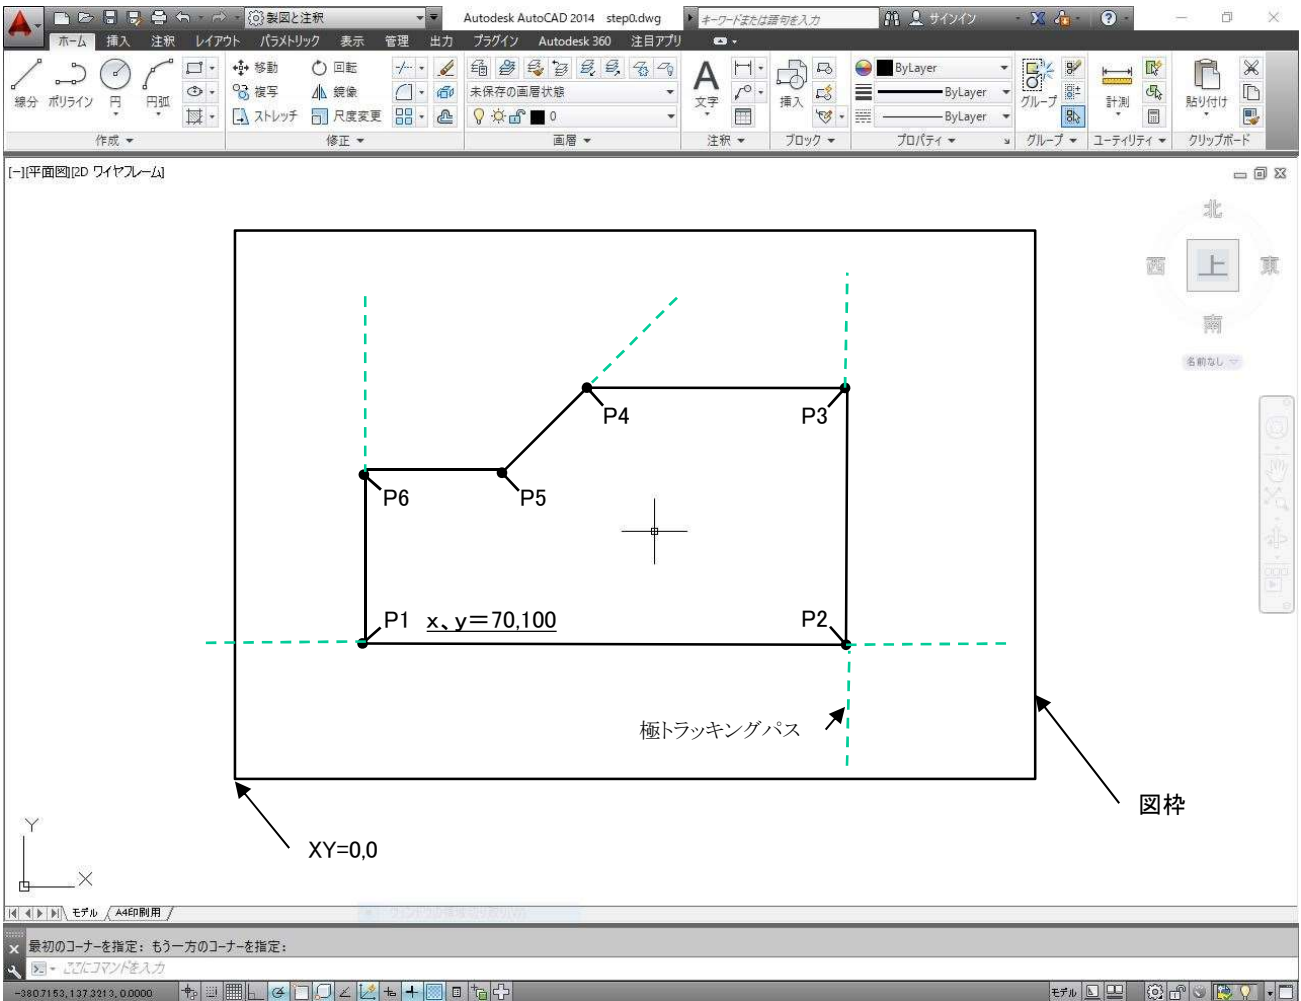 製図と注釈
Autodesk AutoCAD 2014 step0.dwg
キーワードまたは語句を入力
サインイン
ホーム 挿入 注釈 レイアウト パラメトリック 表示 管理 出力 プラグイン Autodesk 360 注目アプリ
線分 ポリライン 円 円弧
移動 回転
複写 鏡像
ストレッチ 尺度変更
未保存の画層状態
0
文字
挿入
ByLayer
ByLayer
ByLayer
グループ
計測
貼り付け
作成 修正 画層 注釈 ブロック プロパティ グループ ユーティリティ クリップボード
[-][平面図][2D ワイヤフレーム]
北
西 上 東
南
名前なし
P4 P3
P6 P5
P1 x、y=70,100 P2
極トラッキングパス
図枠
XY=0,0
Y
X
モデル A4印刷用
最初のコーナーを指定: もう一方のコーナーを指定:
ここにコマンドを入力
-380.7153, 137.3213, 0.0000
モデル